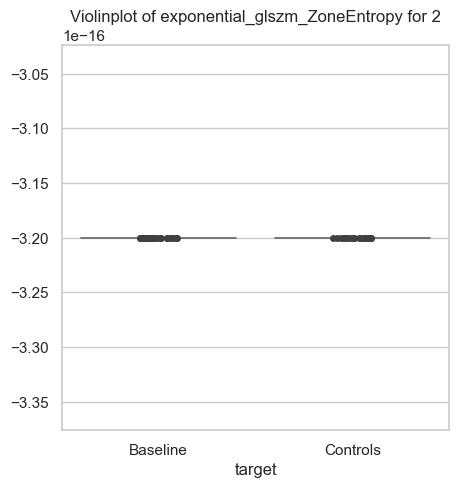 Violinplot of exponential_glszm_ZoneEntropy for 2
1e−16
−3.05
−3.10
−3.15
−3.20
−3.25
−3.30
−3.35
Baseline Controls
target